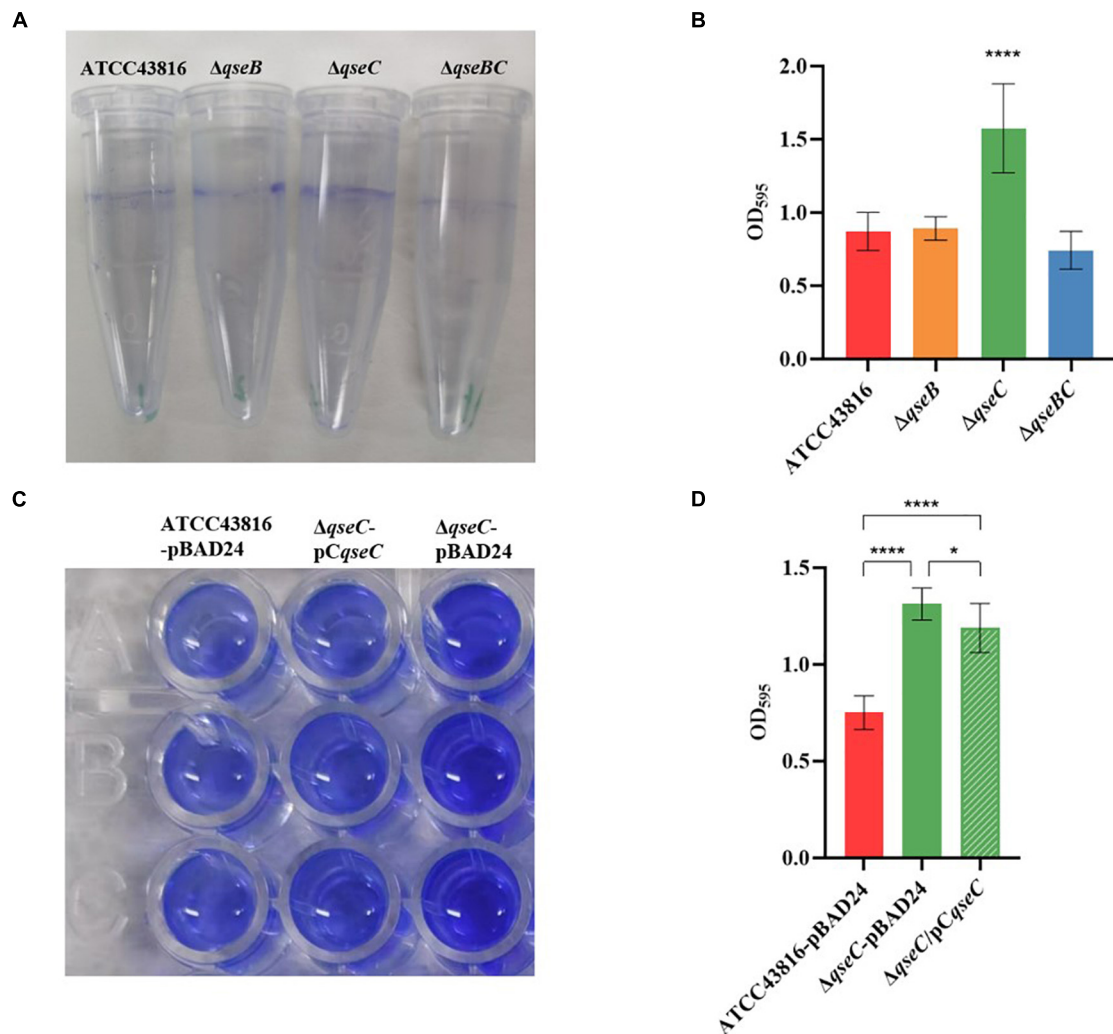 A
ATCC43816 ΔqseB ΔqseC ΔqseBC
B
****
2.0
1.5
1.0
0.5
0.0
OD595
ATCC43816
ΔqseB
ΔqseC
ΔqseBC
C
ATCC43816
-pBAD24
ΔqseC-
pCqseC
ΔqseC-
pBAD24
A
B
C
D
****
**** *
1.5
1.0
0.5
0.0
OD595
ATCC43816-pBAD24
ΔqseC-pBAD24
ΔqseC/pCqseC